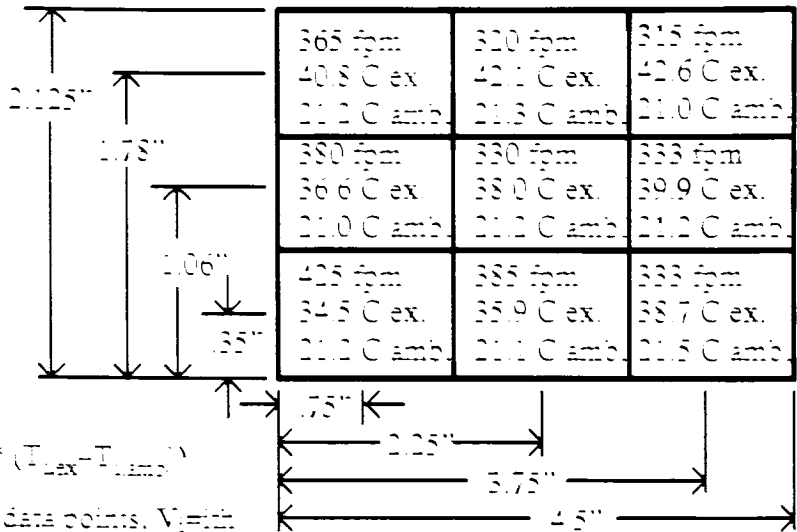 365 fpm
40.8 C ex
21.2 C amb.
320 fpm
42.1 C ex.
21.3 C amb.
315 fpm
42.6 C ex.
21.0 C amb.
380 fpm
36.6 C ex.
21.0 C amb.
330 fpm
38.0 C ex.
21.2 C amb.
333 fpm
39.9 C ex.
21.2 C amb.
425 fpm
34.5 C ex.
21.2 C amb.
385 fpm
35.9 C ex.
21.1 C amb.
333 fpm
38.7 C ex.
21.5 C amb.
2.125"
1.78"
1.06"
.35"
.75"
2.25"
3.75"
4.5"
data points.